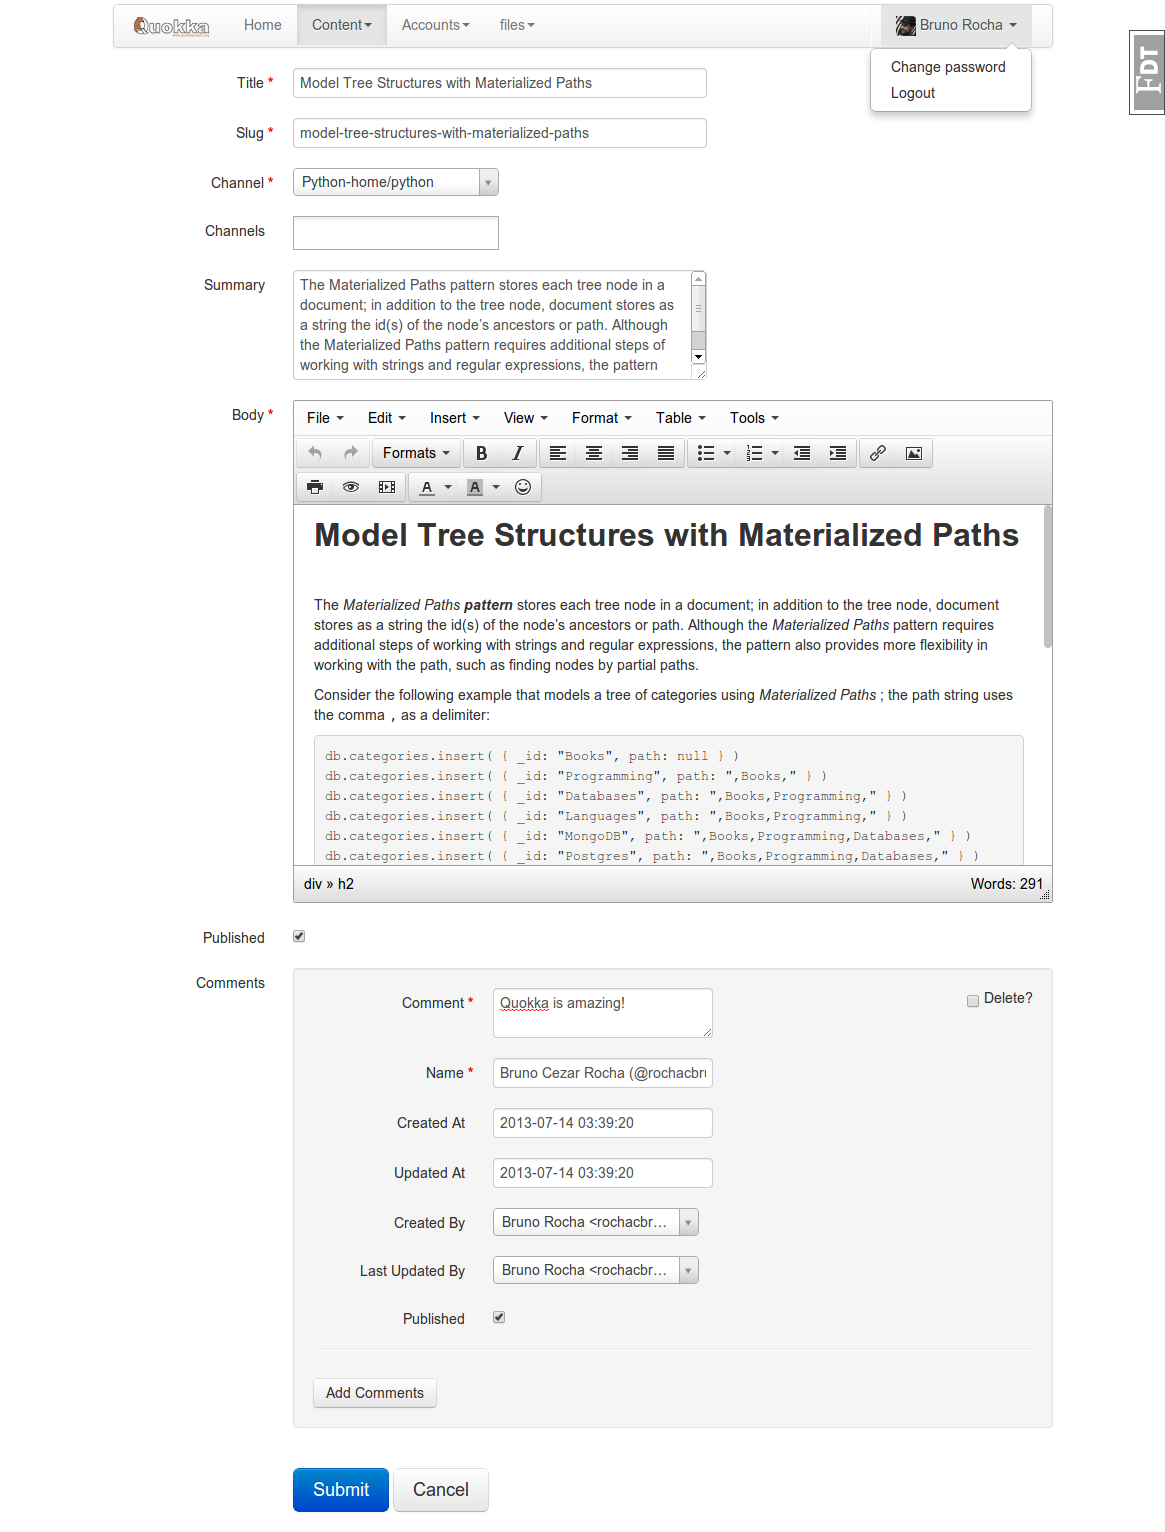 Quokka Home Content Accounts files Bruno Rocha
Change password
Logout
FDT
Title * Model Tree Structures with Materialized Paths
Slug * model-tree-structures-with-materialized-paths
Channel * Python-home/python
Channels
Summary The Materialized Paths pattern stores each tree node in a
document; in addition to the tree node, document stores as
a string the id(s) of the node’s ancestors or path. Although
the Materialized Paths pattern requires additional steps of
working with strings and regular expressions, the pattern
Body * File Edit Insert View Format Table Tools
Formats B I
A A
Model Tree Structures with Materialized Paths
The Materialized Paths pattern stores each tree node in a document; in addition to the tree node, document
stores as a string the id(s) of the node’s ancestors or path. Although the Materialized Paths pattern requires
additional steps of working with strings and regular expressions, the pattern also provides more flexibility in
working with the path, such as finding nodes by partial paths.
Consider the following example that models a tree of categories using Materialized Paths ; the path string uses
the comma , as a delimiter:
db.categories.insert( { _id: "Books", path: null } )
db.categories.insert( { _id: "Programming", path: ",Books," } )
db.categories.insert( { _id: "Databases", path: ",Books,Programming," } )
db.categories.insert( { _id: "Languages", path: ",Books,Programming," } )
db.categories.insert( { _id: "MongoDB", path: ",Books,Programming,Databases," } )
db.categories.insert( { _id: "Postgres", path: ",Books,Programming,Databases," } )
div » h2 Words: 291
Published
Comments
Comment * Quokka is amazing! Delete?
Name * Bruno Cezar Rocha (@rochacbru
Created At 2013-07-14 03:39:20
Updated At 2013-07-14 03:39:20
Created By Bruno Rocha <rochacbr...
Last Updated By Bruno Rocha <rochacbr...
Published
Add Comments
Submit Cancel